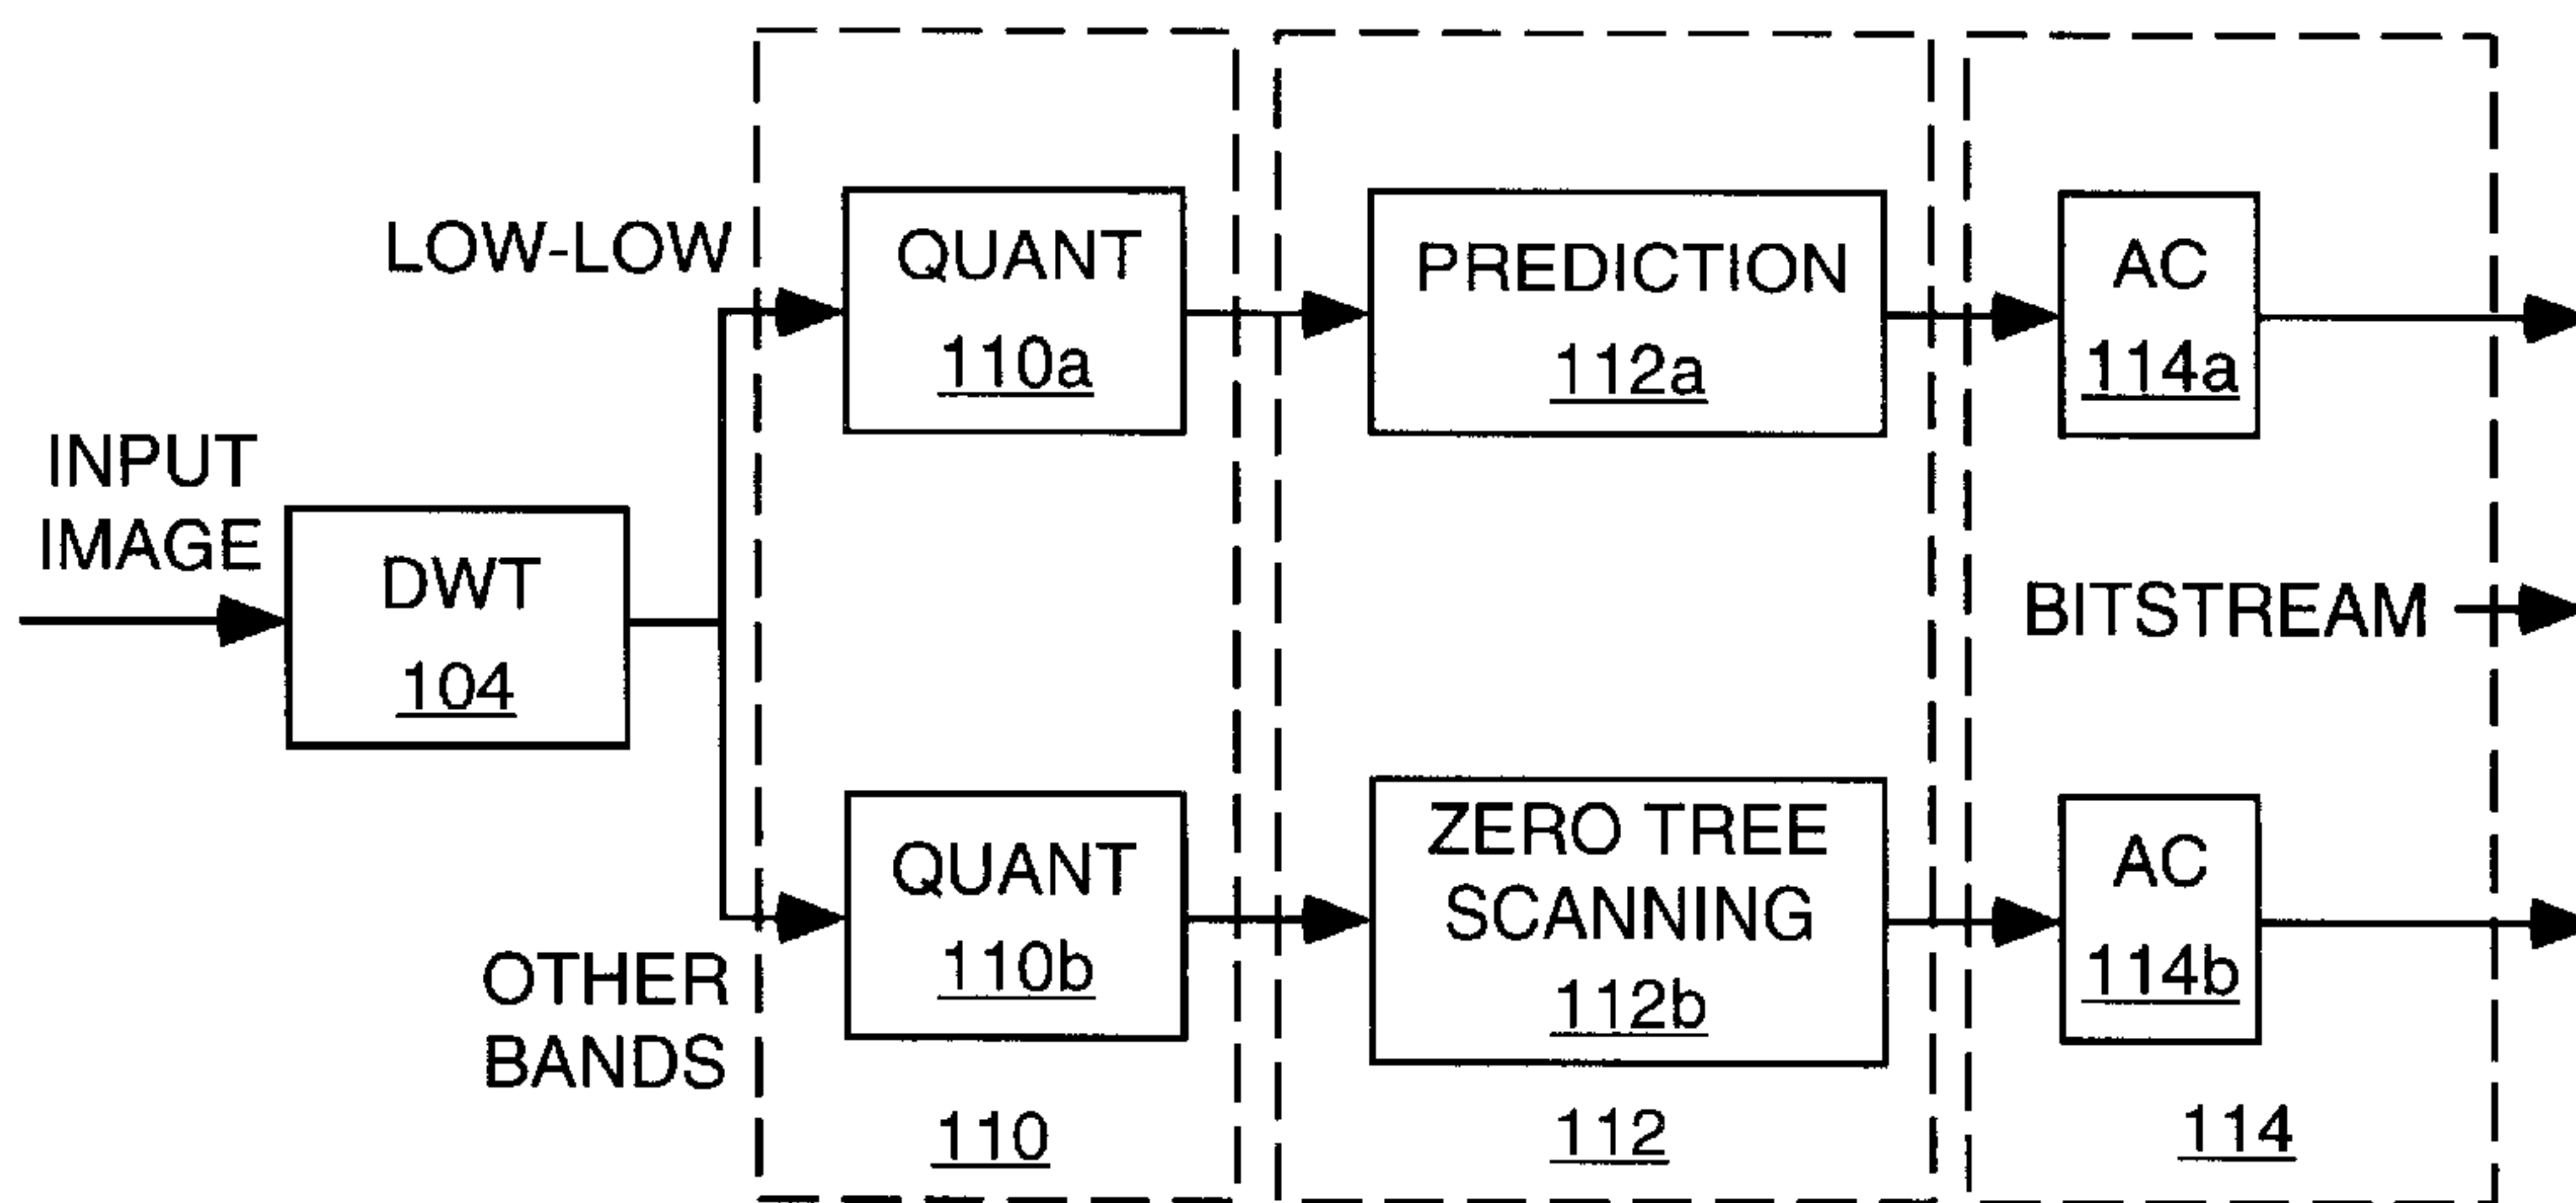 INPUT
IMAGE
DWT
104
LOW-LOW
OTHER
BANDS
QUANT
110a
QUANT
110b
110
PREDICTION
112a
ZERO TREE
SCANNING
112b
112
AC
114a
BITSTREAM
AC
114b
114